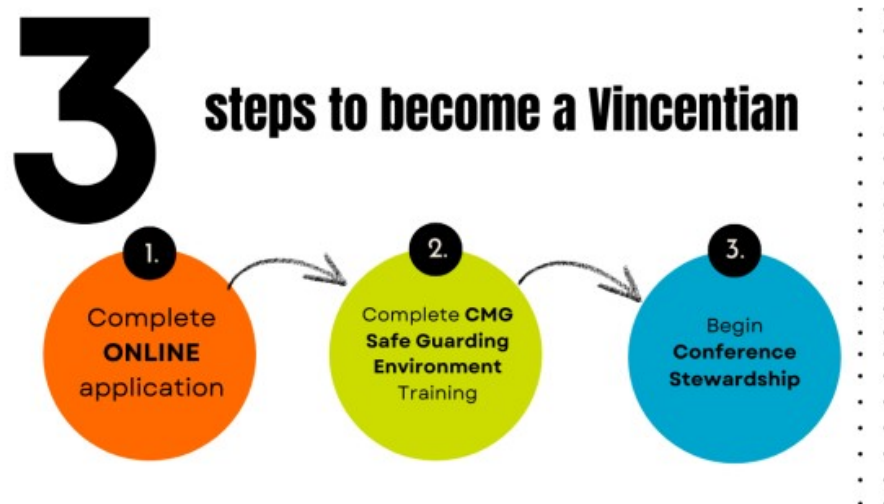 3 steps to become a Vincentian
1.
Complete
ONLINE
application
2.
Complete CMG
Safe Guarding
Environment
Training
3.
Begin
Conference
Stewardship